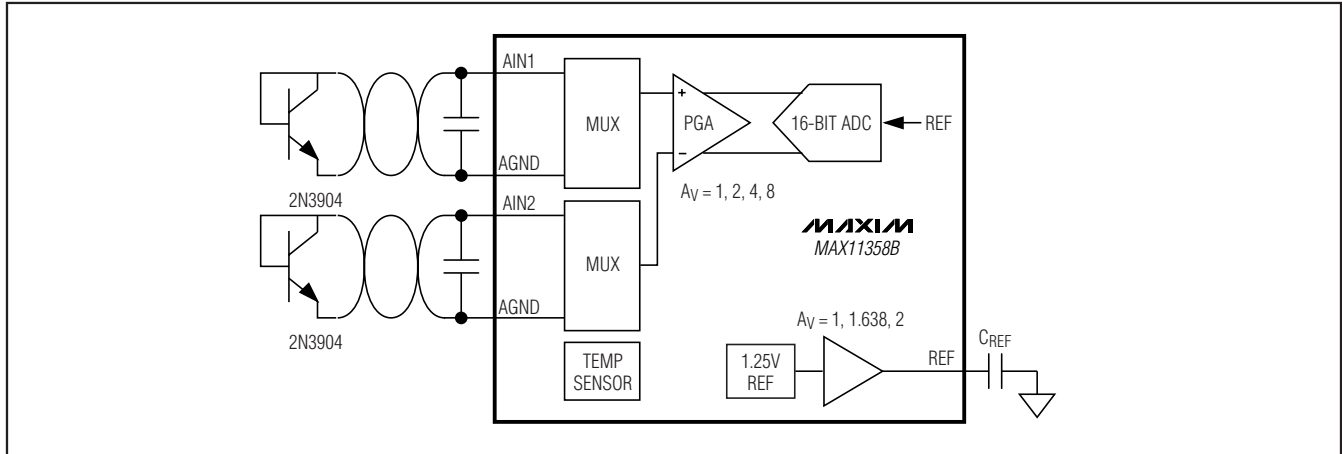 AIN1
MUX
+
PGA
–
16-BIT ADC
REF
AGND
2N3904
AV = 1, 2, 4, 8
AIN2
MUX
MAXIM
MAX11358B
AGND
2N3904
AV = 1, 1.638, 2
CREF
TEMP
SENSOR
1.25V
REF
REF